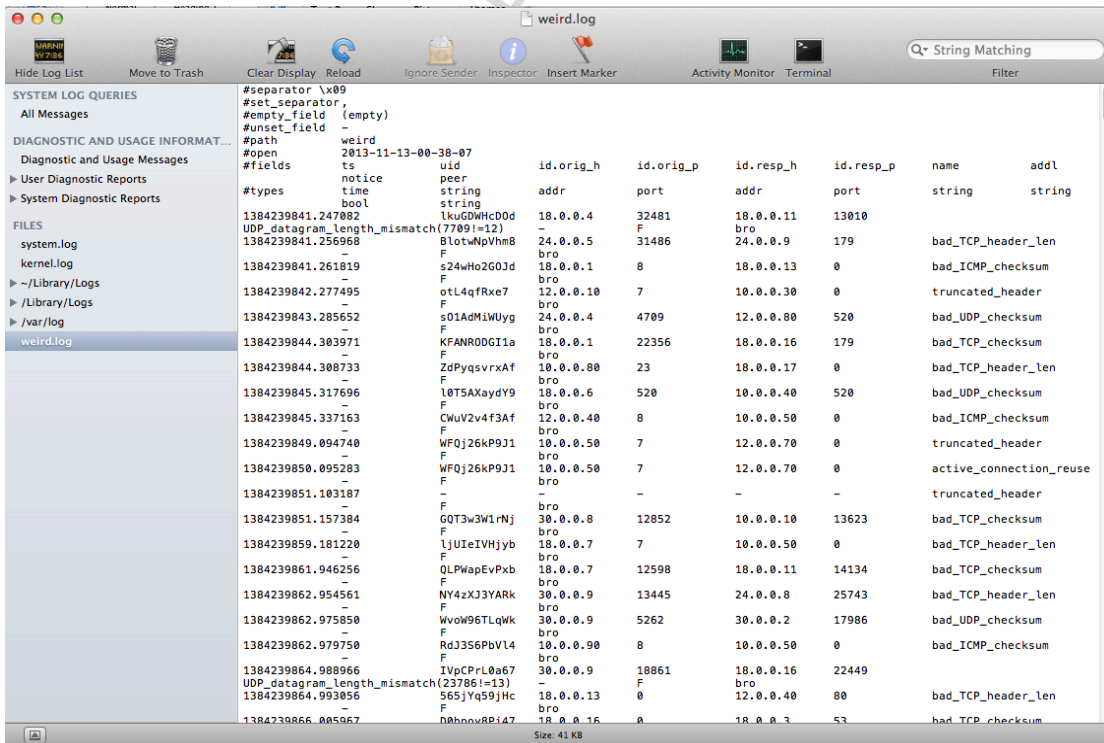 weird.log
WARNIN
AY 7:86
Hide Log List Move to Trash Clear Display Reload Ignore Sender Inspector Insert Marker Activity Monitor Terminal Filter
String Matching
SYSTEM LOG QUERIES
All Messages
DIAGNOSTIC AND USAGE INFORMAT...
Diagnostic and Usage Messages
User Diagnostic Reports
System Diagnostic Reports
FILES
system.log
kernel.log
~/Library/Logs
/Library/Logs
/var/log
weird.log
#separator \x09
#set_separator ,
#empty_field (empty)
#unset_field -
#path weird
#open 2013-11-13-00-38-07
#fields ts uid id.orig_h id.orig_p id.resp_h id.resp_p name addl
notice peer
#types time string addr port addr port string string
bool string
1384239841.247082 lkuGDWHcDOd 18.0.0.4 32481 18.0.0.11 13010
UDP_datagram_length_mismatch(7709!=12) - F bro
1384239841.256968 BlotwNpVhm8 24.0.0.5 31486 24.0.0.9 179 bad_TCP_header_len
- F bro
1384239841.261819 s24wHo2GOJd 18.0.0.1 8 18.0.0.13 0 bad_ICMP_checksum
- F bro
1384239842.277495 otL4qfRxe7 12.0.0.10 7 10.0.0.30 0 truncated_header
- F bro
1384239843.285652 sO1AdMiWUyg 24.0.0.4 4709 12.0.0.80 520 bad_UDP_checksum
- F bro
1384239844.303971 KFANRODGI1a 18.0.0.1 22356 18.0.0.16 179 bad_TCP_checksum
- F bro
1384239844.308733 ZdPyqsvrxAf 10.0.0.80 23 18.0.0.17 0 bad_TCP_header_len
- F bro
1384239845.317696 l0T5AXaydY9 18.0.0.6 520 10.0.0.40 520 bad_UDP_checksum
- F bro
1384239845.337163 CWuV2v4f3Af 12.0.0.40 8 10.0.0.50 0 bad_ICMP_checksum
- F bro
1384239849.094740 WFQj26kP9J1 10.0.0.50 7 12.0.0.70 0 truncated_header
- F bro
1384239850.095283 WFQj26kP9J1 10.0.0.50 7 12.0.0.70 0 active_connection_reuse
- F bro
1384239851.103187 - - - - - truncated_header
- F bro
1384239851.157384 GQT3w3W1rNj 30.0.0.8 12852 10.0.0.10 13623 bad_TCP_checksum
- F bro
1384239859.181220 ljUIeIVHjyb 18.0.0.7 7 10.0.0.50 0 bad_TCP_header_len
- F bro
1384239861.946256 QLPWapEvPxb 18.0.0.7 12598 18.0.0.11 14134 bad_TCP_checksum
- F bro
1384239862.954561 NY4zXJ3YARk 30.0.0.9 13445 24.0.0.8 25743 bad_TCP_header_len
- F bro
1384239862.975850 WvoW96TLqWk 30.0.0.9 5262 30.0.0.2 17986 bad_UDP_checksum
- F bro
1384239862.979750 RdJ3S6PbVl4 10.0.0.90 8 10.0.0.50 0 bad_ICMP_checksum
- F bro
1384239864.988966 IVpCPrL0a67 30.0.0.9 18861 18.0.0.16 22449
UDP_datagram_length_mismatch(23786!=13) - F bro
1384239864.993056 565jYq59jHc 18.0.0.13 0 12.0.0.40 80 bad_TCP_header_len
- F bro
1384239866.005967 18.0.0.16 0 18.0.0.3 53 bad_TCP_checksum
Size: 41 KB